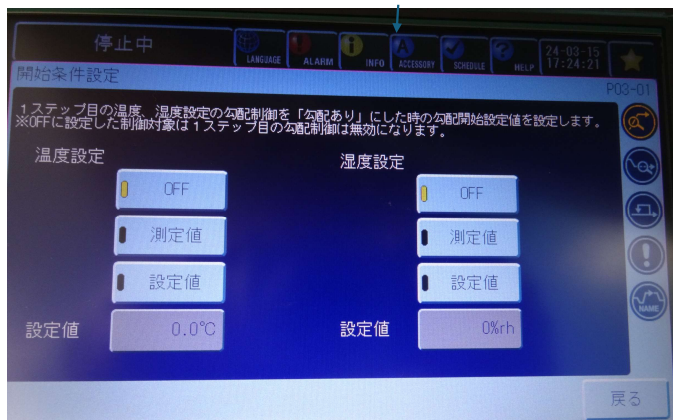 停止中
LANGUAGE
ALARM
INFO
ACCESSORY
SCHEDULE
HELP
24-03-15
17:24:21
開始条件設定
P03-01
1ステップ目の温度、湿度設定の勾配制御を「勾配あり」にした時の勾配開始設定値を設定します。
※OFFに設定した制御対象は1ステップ目の勾配制御は無効になります。
温度設定
湿度設定
OFF
OFF
測定値
測定値
設定値
設定値
設定値
0.0℃
設定値
0%rh
NAME
戻る